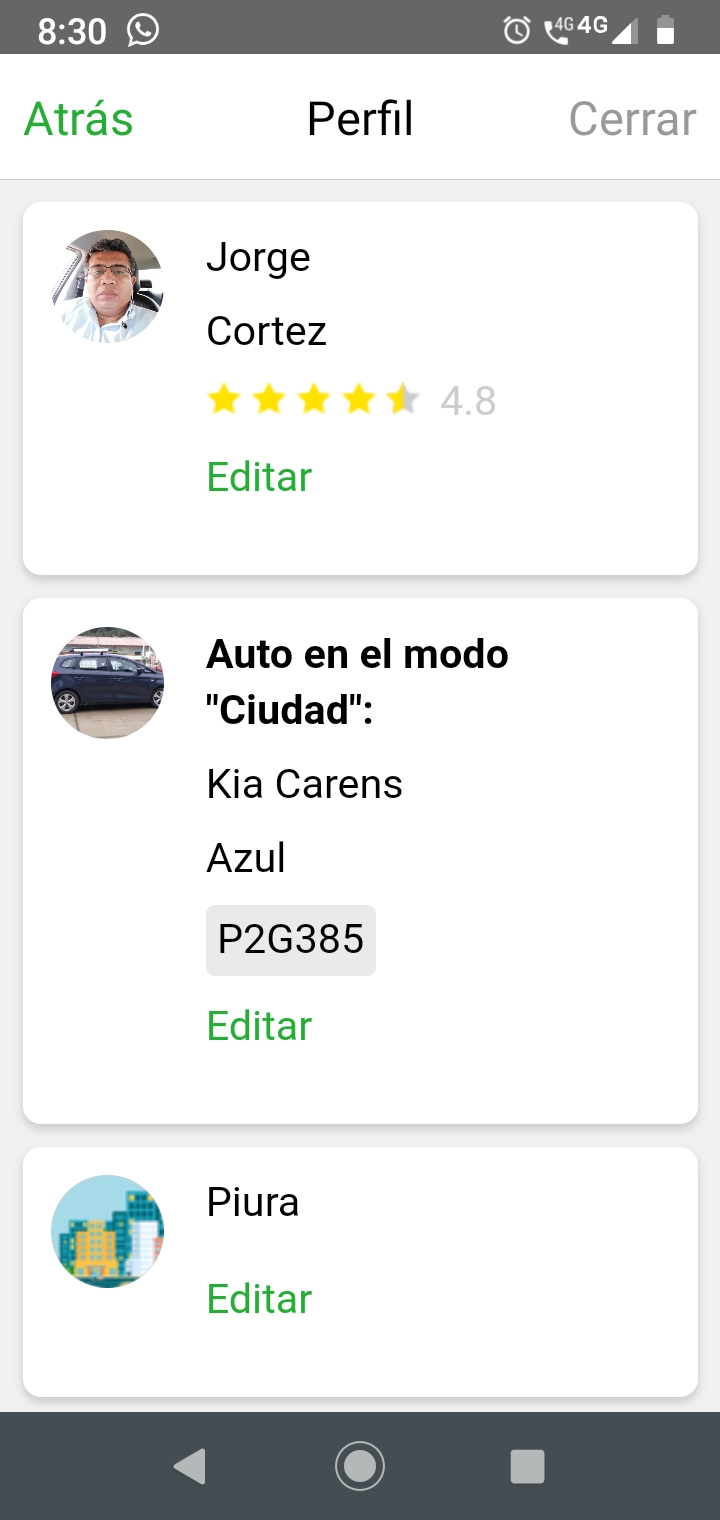 8:30
4G 4G
Atrás Perfil Cerrar
Jorge
Cortez
4.8
Editar
Auto en el modo
"Ciudad":
Kia Carens
Azul
P2G385
Editar
Piura
Editar